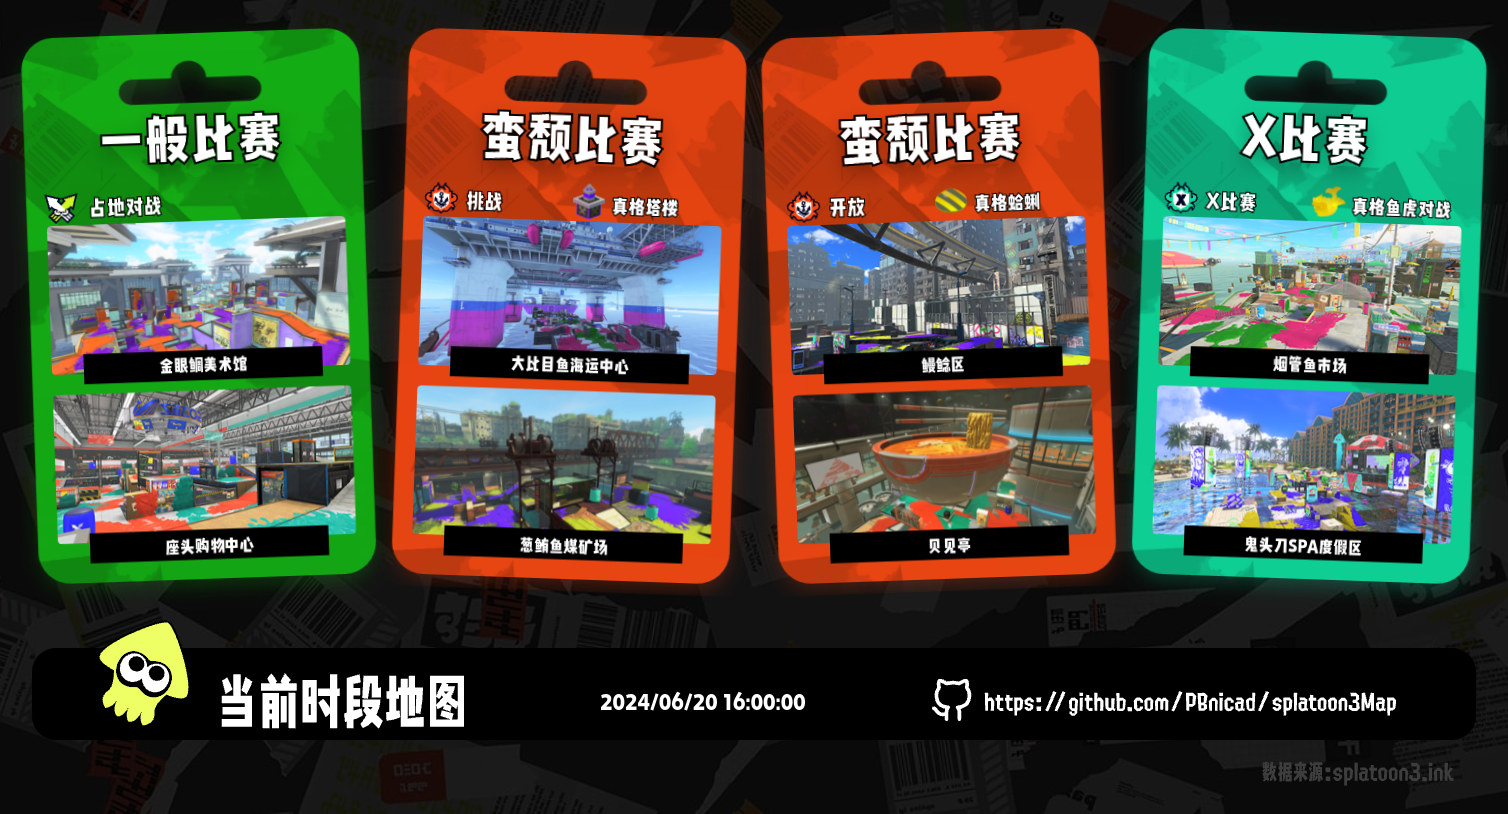 一般比赛
占地对战
金眼鲷美术馆
座头购物中心
蛮颓比赛
挑战
真格塔楼
大比目鱼海运中心
葱鲔鱼煤矿场
蛮颓比赛
开放
真格蛤蜊
鳗鲶区
贝见亭
X比赛
X比赛
真格鱼虎对战
烟管鱼市场
鬼头刀SPA度假区
当前时段地图
2024/06/20 16:00:00
https://github.com/PBnicad/splatoon3Map
数据来源:splatoon3.ink